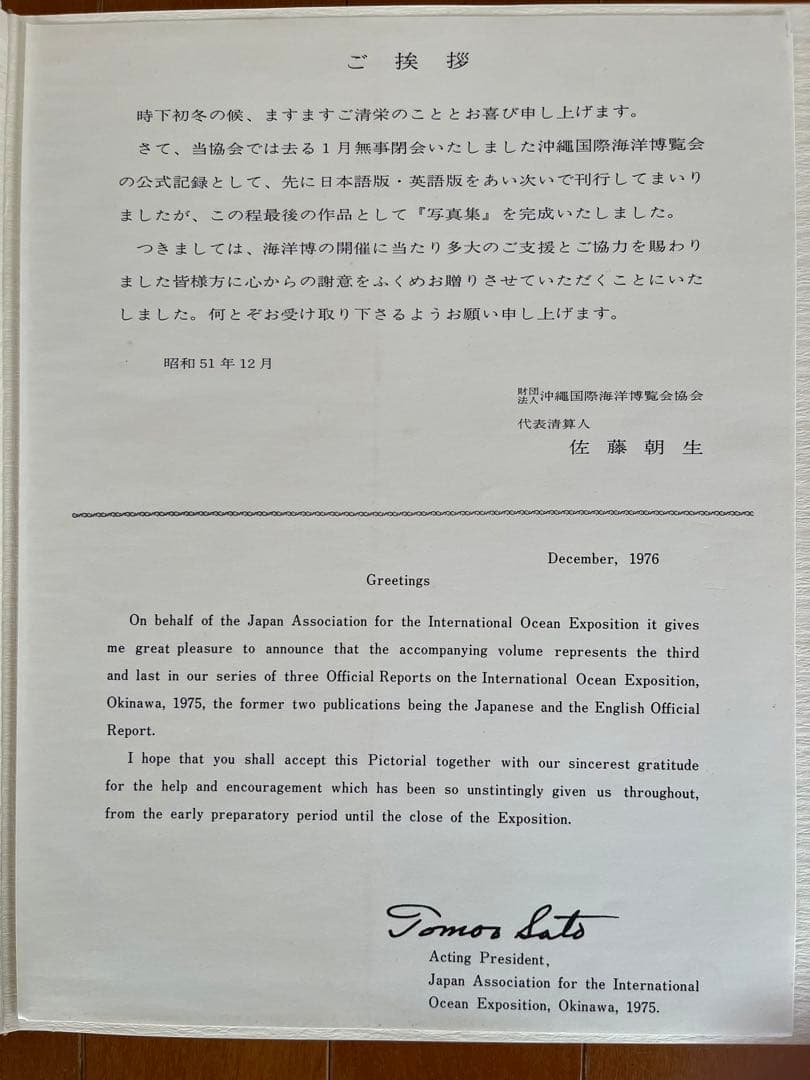 ご挨拶
時下初冬の候、ますますご清栄のこととお喜び申し上げます。
さて、当協会では去る1月無事閉会いたしました沖縄国際海洋博覧会
の公式記録として、先に日本語版・英語版をあい次いで刊行してまいり
ましたが、この程最後の作品として『写真集』を完成いたしました。
つきましては、海洋博の開催に当たり多大のご支援とご協力を賜わり
ました皆様方に心からの謝意をふくめお贈りさせていただくことにいた
しました。何とぞお受け取り下さるようお願い申し上げます。
昭和51年12月
財団法人沖縄国際海洋博覧会協会
代表清算人
佐藤朝生
December, 1976
Greetings
On behalf of the Japan Association for the International Ocean Exposition it gives
me great pleasure to announce that the accompanying volume represents the third
and last in our series of three Official Reports on the International Ocean Exposition,
Okinawa, 1975, the former two publications being the Japanese and the English Official
Report.
I hope that you shall accept this Pictorial together with our sincerest gratitude
for the help and encouragement which has been so unstintingly given us throughout,
from the early preparatory period until the close of the Exposition.
Tomoo Sato
Acting President,
Japan Association for the International
Ocean Exposition, Okinawa, 1975.